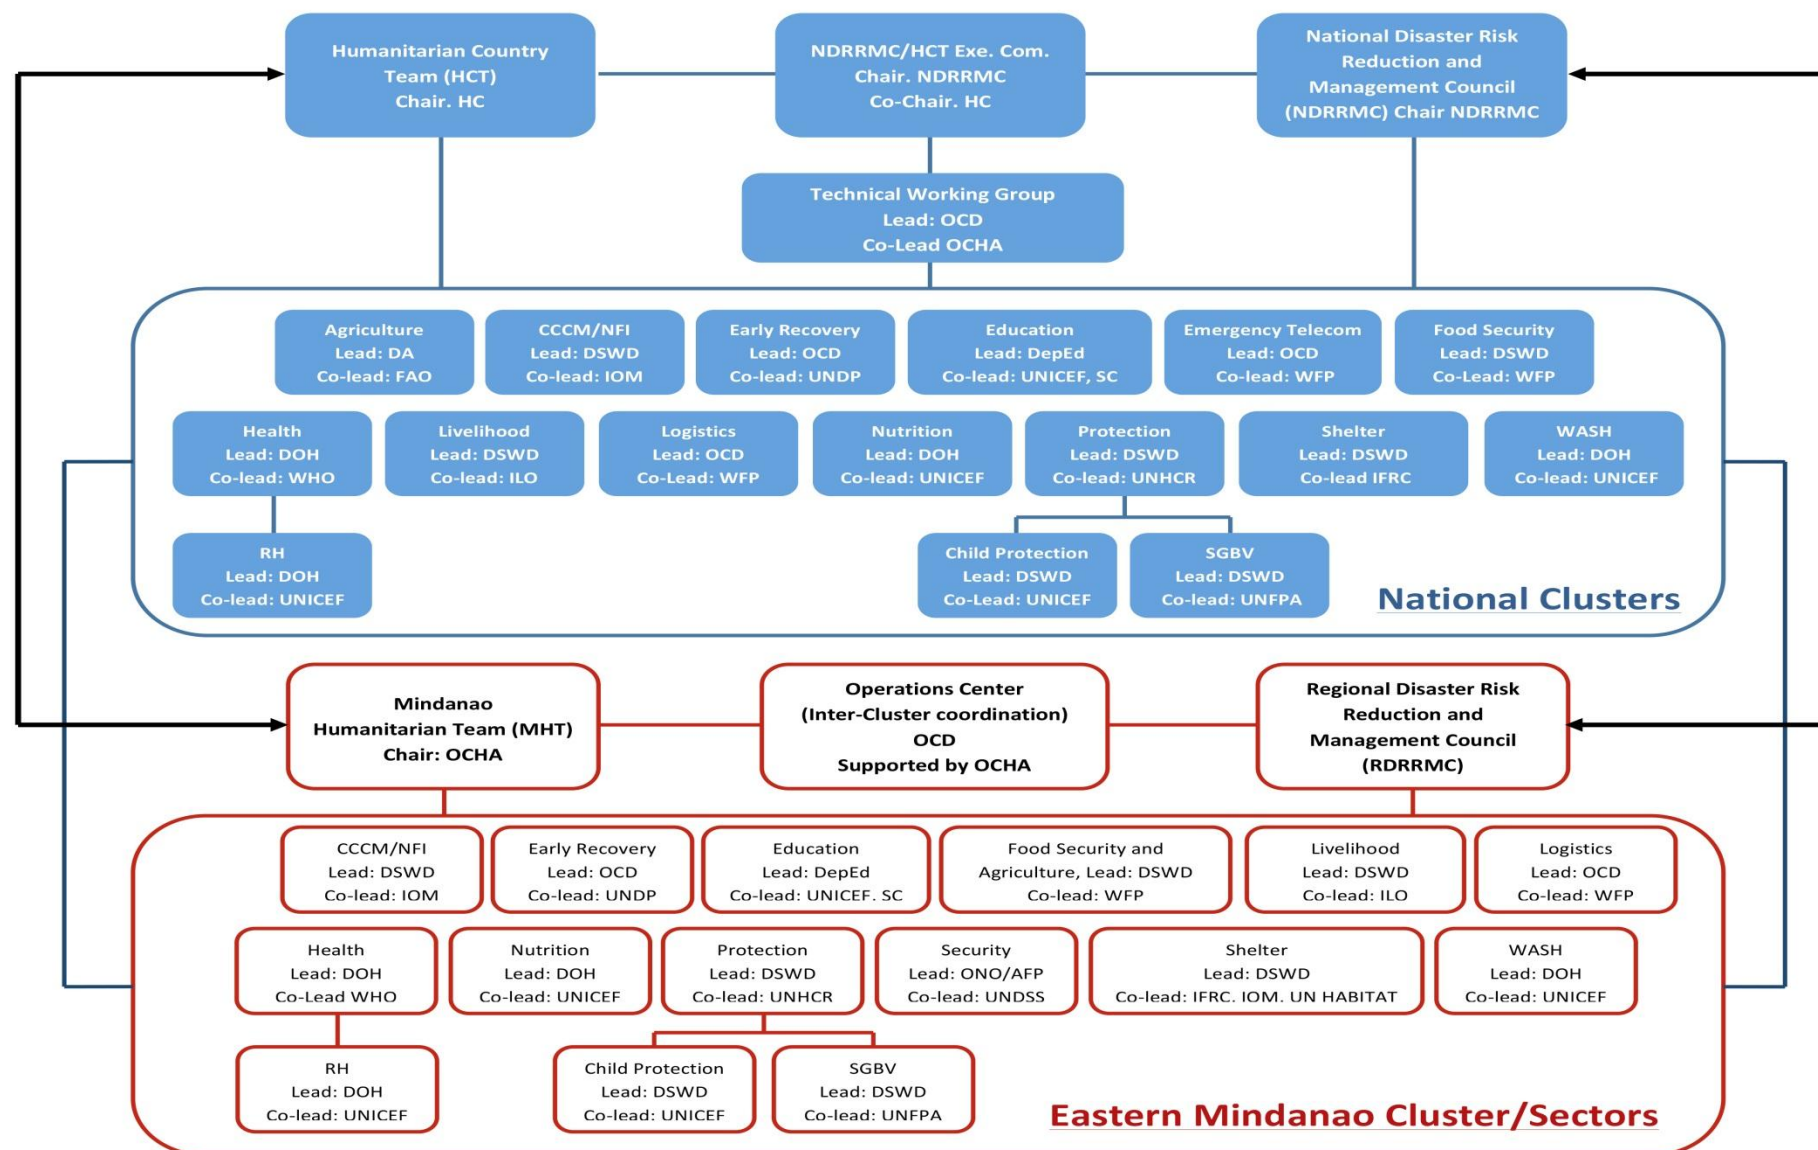 Humanitarian Country
Team (HCT)
Chair. HC
NDRRMC/HCT Exe. Com.
Chair. NDRRMC
Co-Chair. HC
National Disaster Risk
Reduction and
Management Council
(NDRRMC) Chair NDRRMC
Technical Working Group
Lead: OCD
Co-Lead OCHA
Agriculture
Lead: DA
Co-lead: FAO
CCCM/NFI
Lead: DSWD
Co-lead: IOM
Early Recovery
Lead: OCD
Co-lead: UNDP
Education
Lead: DepEd
Co-lead: UNICEF, SC
Emergency Telecom
Lead: OCD
Co-lead: WFP
Food Security
Lead: DSWD
Co-Lead: WFP
Health
Lead: DOH
Co-lead: WHO
Livelihood
Lead: DSWD
Co-lead: ILO
Logistics
Lead: OCD
Co-Lead: WFP
Nutrition
Lead: DOH
Co-lead: UNICEF
Protection
Lead: DSWD
Co-lead: UNHCR
Shelter
Lead: DSWD
Co-lead IFRC
WASH
Lead: DOH
Co-lead: UNICEF
RH
Lead: DOH
Co-lead: UNICEF
Child Protection
Lead: DSWD
Co-Lead: UNICEF
SGBV
Lead: DSWD
Co-lead: UNFPA
National Clusters
Mindanao
Humanitarian Team (MHT)
Chair: OCHA
Operations Center
(Inter-Cluster coordination)
OCD
Supported by OCHA
Regional Disaster Risk
Reduction and
Management Council
(RDRRMC)
CCCM/NFI
Lead: DSWD
Co-lead: IOM
Early Recovery
Lead: OCD
Co-lead: UNDP
Education
Lead: DepEd
Co-lead: UNICEF. SC
Food Security and
Agriculture, Lead: DSWD
Co-lead: WFP
Livelihood
Lead: DSWD
Co-lead: ILO
Logistics
Lead: OCD
Co-lead: WFP
Health
Lead: DOH
Co-Lead WHO
Nutrition
Lead: DOH
Co-lead: UNICEF
Protection
Lead: DSWD
Co-lead: UNHCR
Security
Lead: ONO/AFP
Co-lead: UNDSS
Shelter
Lead: DSWD
Co-lead: IFRC. IOM. UN HABITAT
WASH
Lead: DOH
Co-lead: UNICEF
RH
Lead: DOH
Co-lead: UNICEF
Child Protection
Lead: DSWD
Co-lead: UNICEF
SGBV
Lead: DSWD
Co-lead: UNFPA
Eastern Mindanao Cluster/Sectors